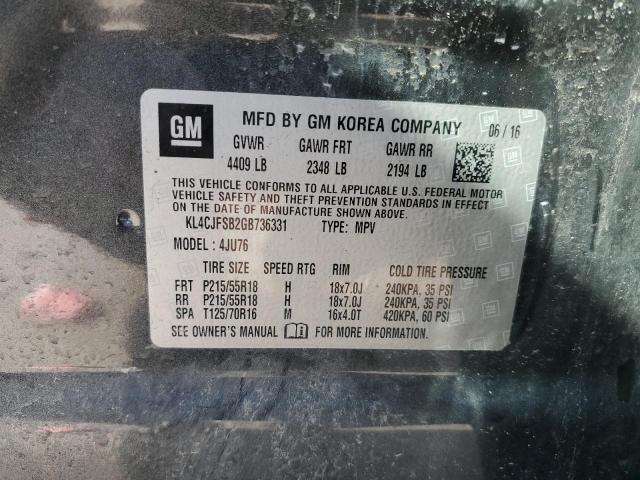 GM
MFD BY GM KOREA COMPANY 06/16
GVWR GAWR FRT GAWR RR
4409 LB 2348 LB 2194 LB
THIS VEHICLE CONFORMS TO ALL APPLICABLE U.S. FEDERAL MOTOR
VEHICLE SAFETY AND THEFT PREVENTION STANDARDS IN EFFECT
ON THE DATE OF MANUFACTURE SHOWN ABOVE.
KL4CJFSB2GB736331 TYPE: MPV
MODEL: 4JU76
TIRE SIZE SPEED RTG RIM COLD TIRE PRESSURE
FRT P215/55R18 H 18x7.0J 240KPA, 35 PSI
RR P215/55R18 H 18x7.0J 240KPA, 35 PSI
SPA T125/70R16 M 16x4.0T 420KPA, 60 PSI
SEE OWNER'S MANUAL FOR MORE INFORMATION.